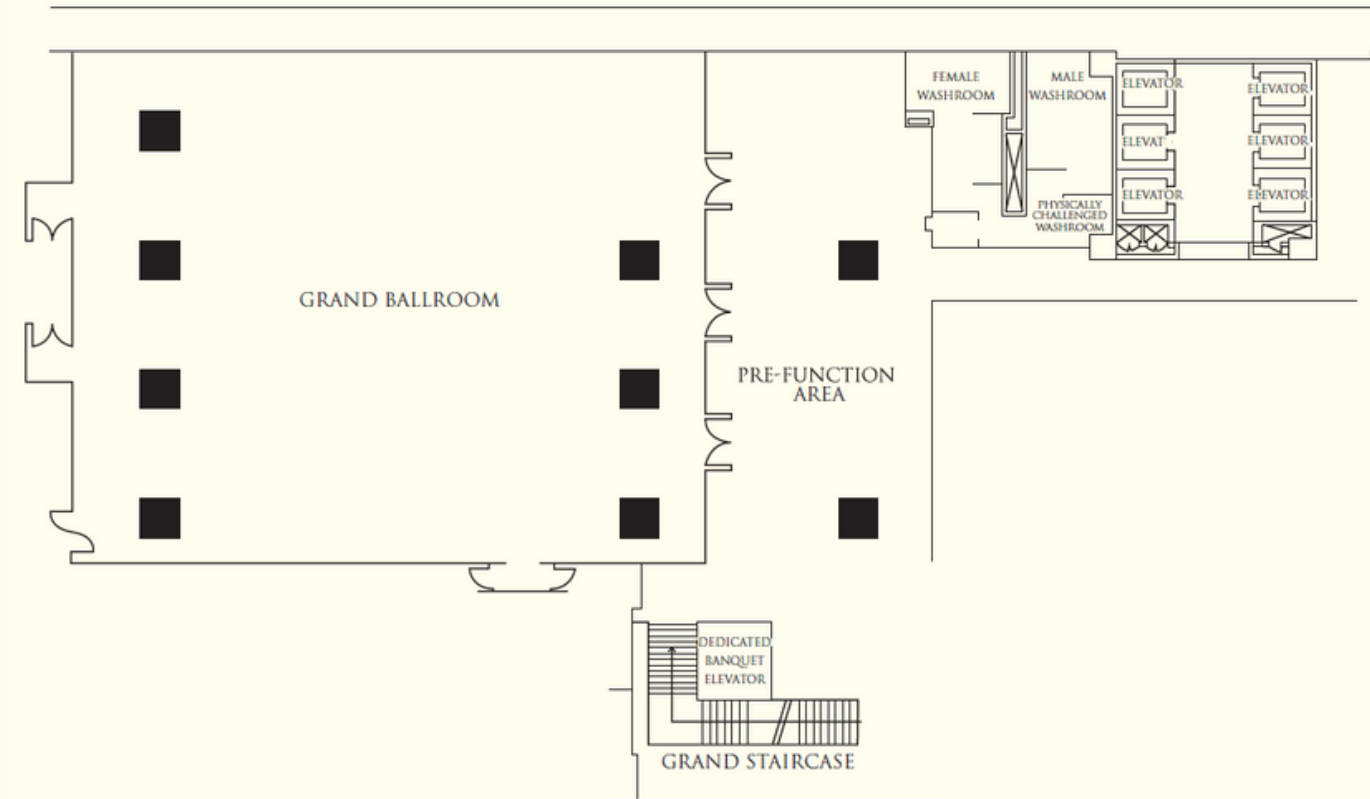 FEMALE
WASHROOM
MALE
WASHROOM
ELEVATOR
ELEVATOR
ELEVAT
ELEVATOR
ELEVATOR
ELEVATOR
PHYSICALLY
CHALLENGED
WASHROOM
GRAND BALLROOM
PRE-FUNCTION
AREA
DEDICATED
BANQUET
ELEVATOR
GRAND STAIRCASE